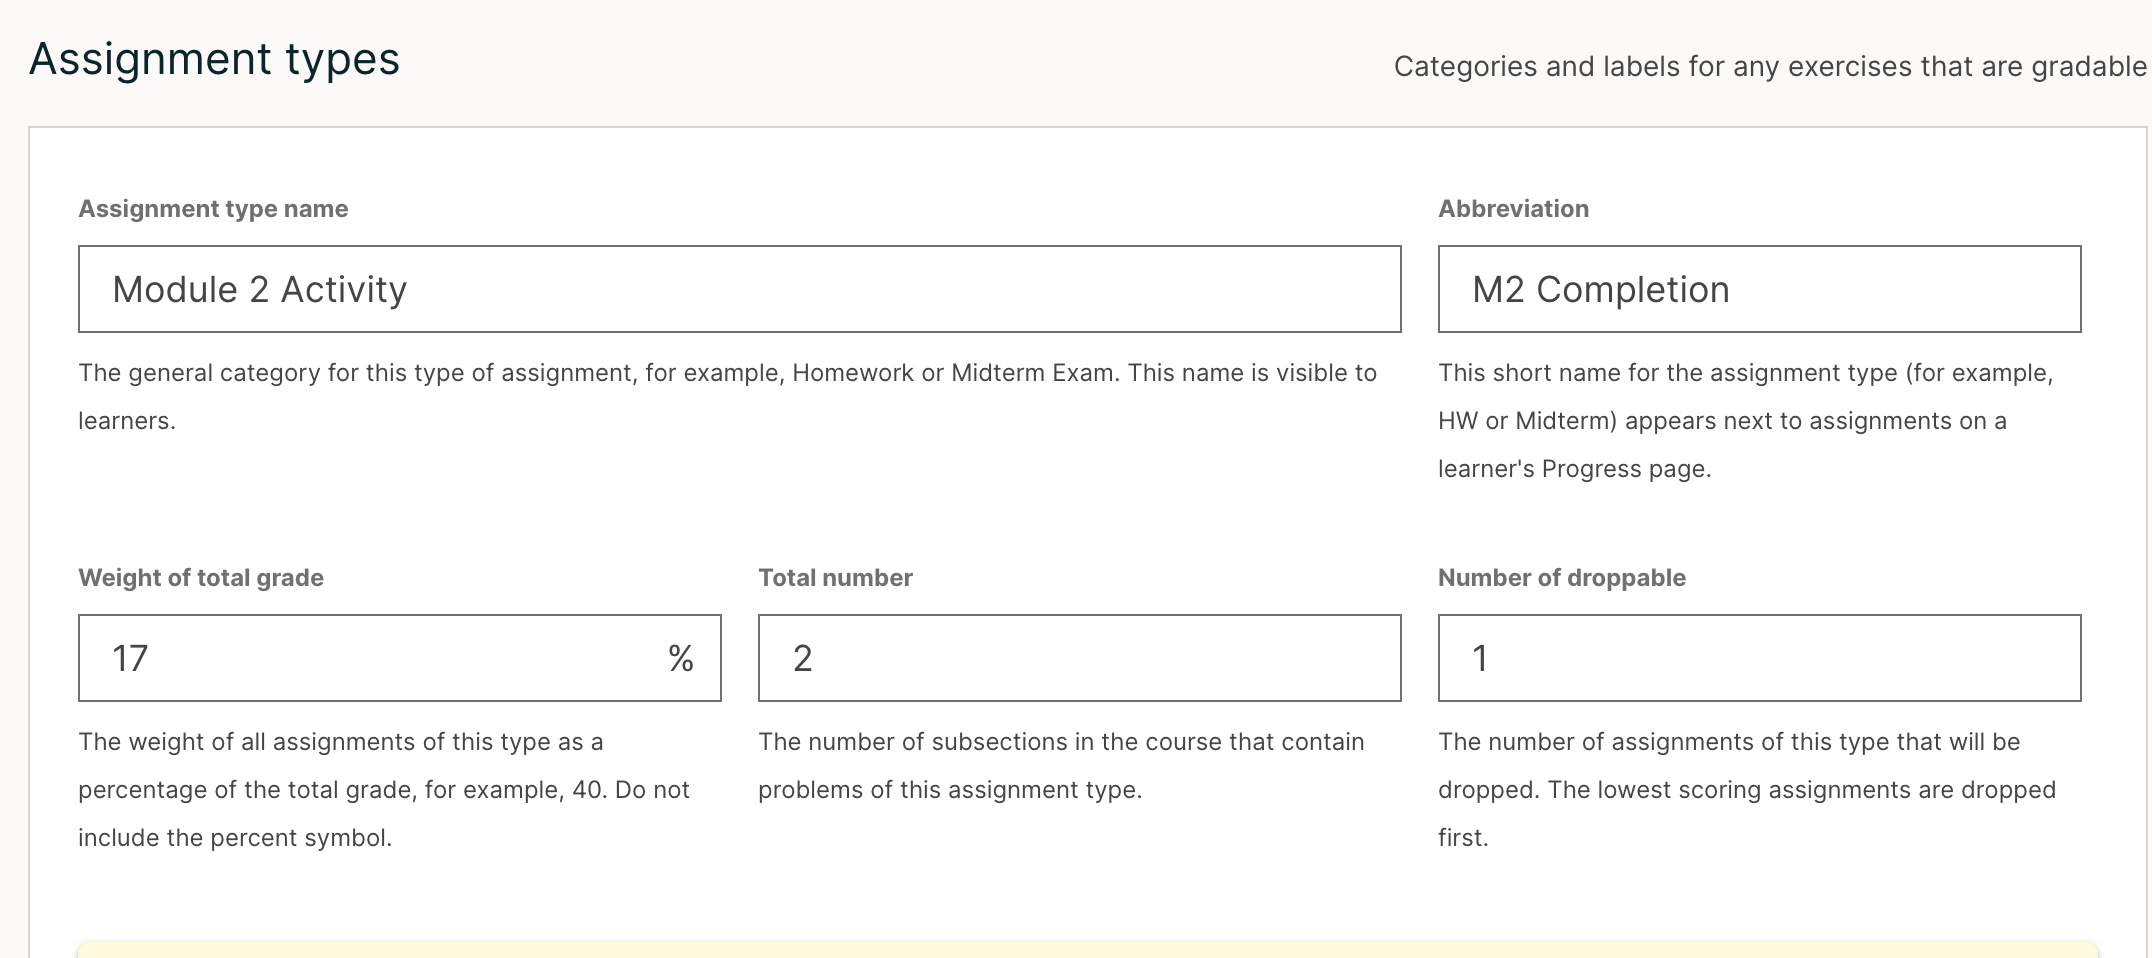 Assignment types
Categories and labels for any exercises that are gradable
Assignment type name
Module 2 Activity
The general category for this type of assignment, for example, Homework or Midterm Exam. This name is visible to
learners.
Abbreviation
M2 Completion
This short name for the assignment type (for example,
HW or Midterm) appears next to assignments on a
learner's Progress page.
Weight of total grade
17 %
The weight of all assignments of this type as a
percentage of the total grade, for example, 40. Do not
include the percent symbol.
Total number
2
The number of subsections in the course that contain
problems of this assignment type.
Number of droppable
1
The number of assignments of this type that will be
dropped. The lowest scoring assignments are dropped
first.